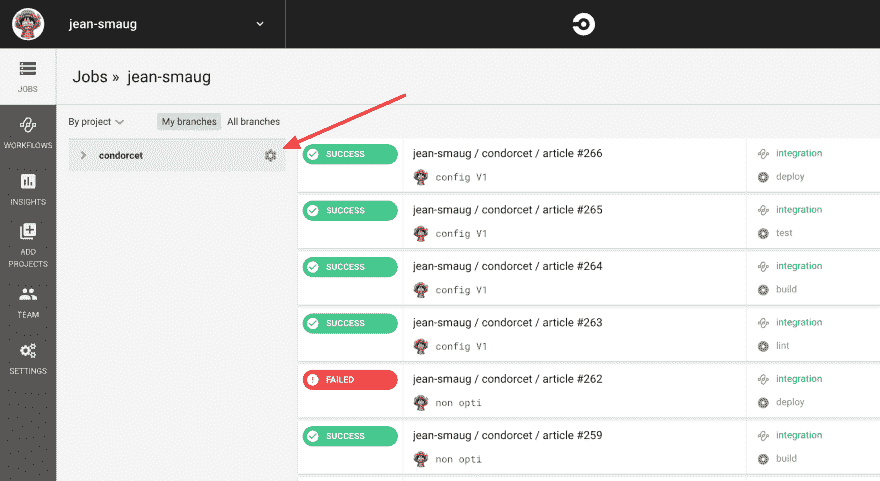 jean-smaug
JOBS
Jobs » jean-smaug
By project
My branches
All branches
WORKFLOWS
INSIGHTS
ADD
PROJECTS
TEAM
SETTINGS
condorcet
SUCCESS
jean-smaug / condorcet / article #266
integration
config V1
deploy
SUCCESS
jean-smaug / condorcet / article #265
integration
config V1
test
SUCCESS
jean-smaug / condorcet / article #264
integration
config V1
build
SUCCESS
jean-smaug / condorcet / article #263
integration
config V1
lint
FAILED
jean-smaug / condorcet / article #262
integration
non opti
deploy
SUCCESS
jean-smaug / condorcet / article #259
integration
non opti
build